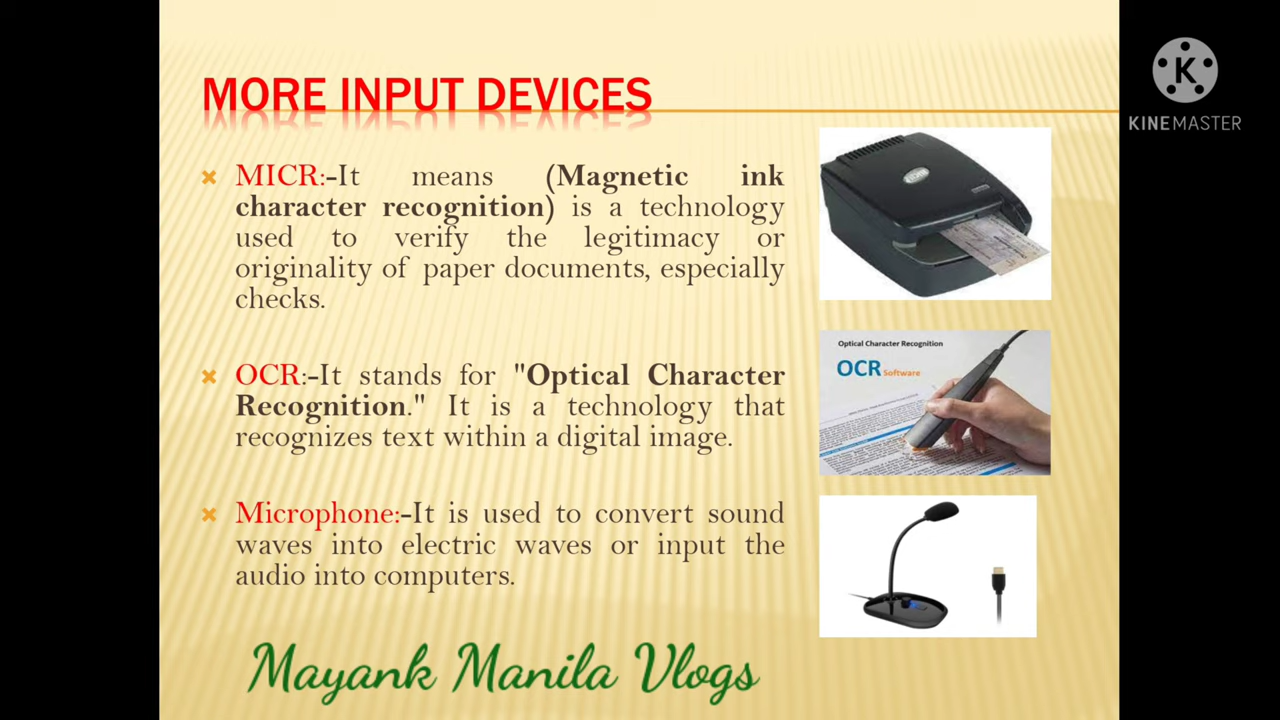 MORE INPUT DEVICES
MICR:-It means (Magnetic ink
character recognition) is a technology
used to verify the legitimacy or
originality of paper documents, especially
checks.
OCR:-It stands for "Optical Character
Recognition." It is a technology that
recognizes text within a digital image.
Microphone:-It is used to convert sound
waves into electric waves or input the
audio into computers.
Optical Character Recognition
OCR Software
Mayank Manila Vlogs
K
KINEMASTER